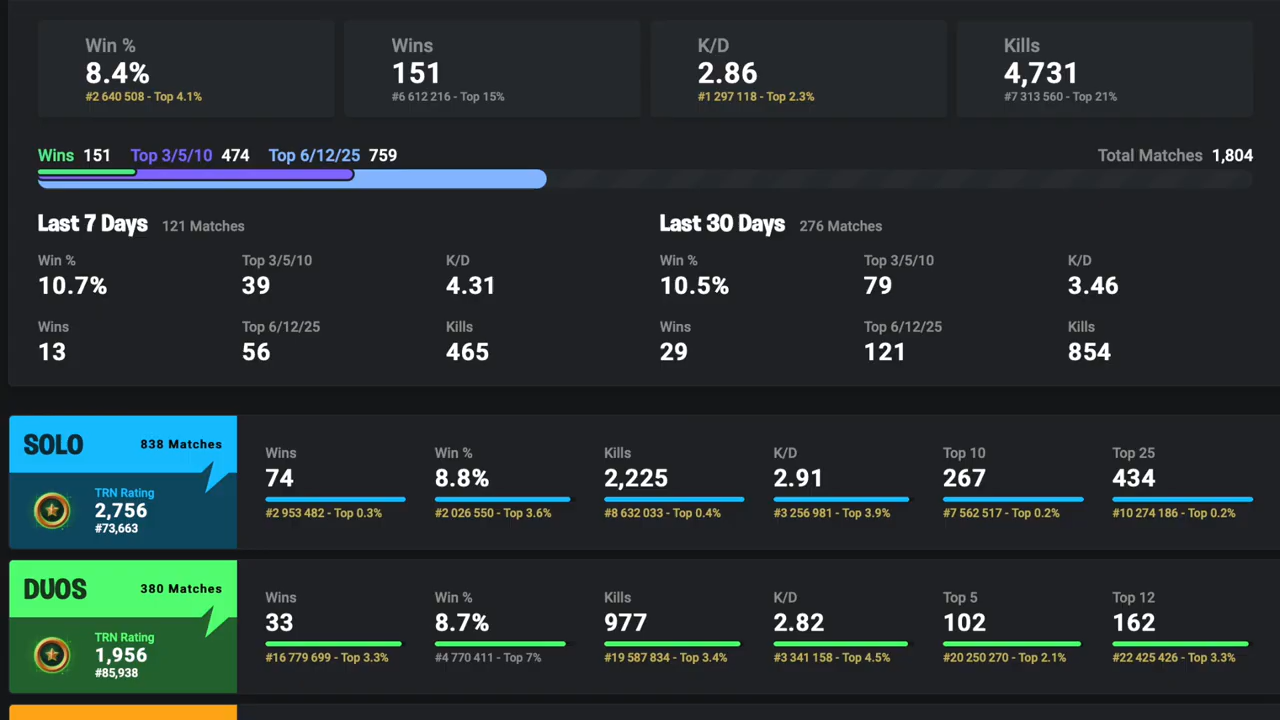 Win % Wins K/D Kills
8.4% 151 2.86 4,731
#2 640 508 - Top 4.1% #6 612 216 - Top 15% #1 297 118 - Top 2.3% #7 313 560 - Top 21%
Wins 151 Top 3/5/10 474 Top 6/12/25 759 Total Matches 1,804
Last 7 Days 121 Matches Last 30 Days 276 Matches
Win % Top 3/5/10 K/D Win % Top 3/5/10 K/D
10.7% 39 4.31 10.5% 79 3.46
Wins Top 6/12/25 Kills Wins Top 6/12/25 Kills
13 56 465 29 121 854
SOLO 838 Matches
TRN Rating
2,756
#73,663
Wins Win % Kills K/D Top 10 Top 25
74 8.8% 2,225 2.91 267 434
#2 953 482 - Top 0.3% #2 026 550 - Top 3.6% #8 632 033 - Top 0.4% #3 256 981 - Top 3.9% #7 562 517 - Top 0.2% #10 274 186 - Top 0.2%
DUOS 380 Matches
TRN Rating
1,956
#85,938
Wins Win % Kills K/D Top 5 Top 12
33 8.7% 977 2.82 102 162
#16 779 699 - Top 3.3% #4 770 411 - Top 7% #19 587 834 - Top 3.4% #3 341 158 - Top 4.5% #20 250 270 - Top 2.1% #22 425 426 - Top 3.3%